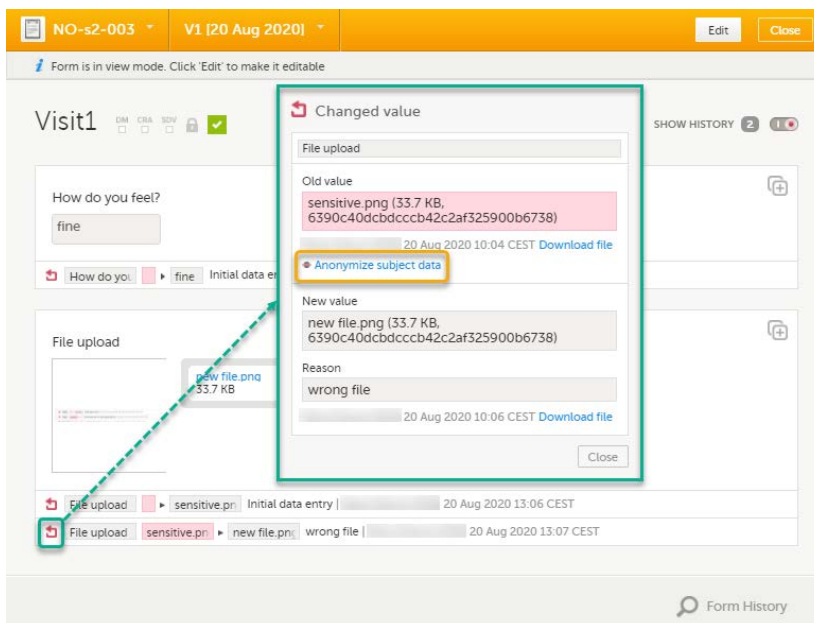 NO-s2-003
V1 [20 Aug 2020]
Edit
Close
i Form is in view mode. Click 'Edit' to make it editable
Visit1
DM CRA SDV
SHOW HISTORY 2
How do you feel?
fine
How do you fine Initial data en
File upload
new file.png
33.7 KB
File upload sensitive.pn Initial data entry | 20 Aug 2020 13:06 CEST
File upload sensitive.pn new file.png wrong file | 20 Aug 2020 13:07 CEST
Changed value
File upload
Old value
sensitive.png (33.7 KB,
6390c40dcbdcccb42c2af325900b6738)
20 Aug 2020 10:04 CEST Download file
Anonymize subject data
New value
new file.png (33.7 KB,
6390c40dcbdcccb42c2af325900b6738)
Reason
wrong file
20 Aug 2020 10:06 CEST Download file
Close
Form History